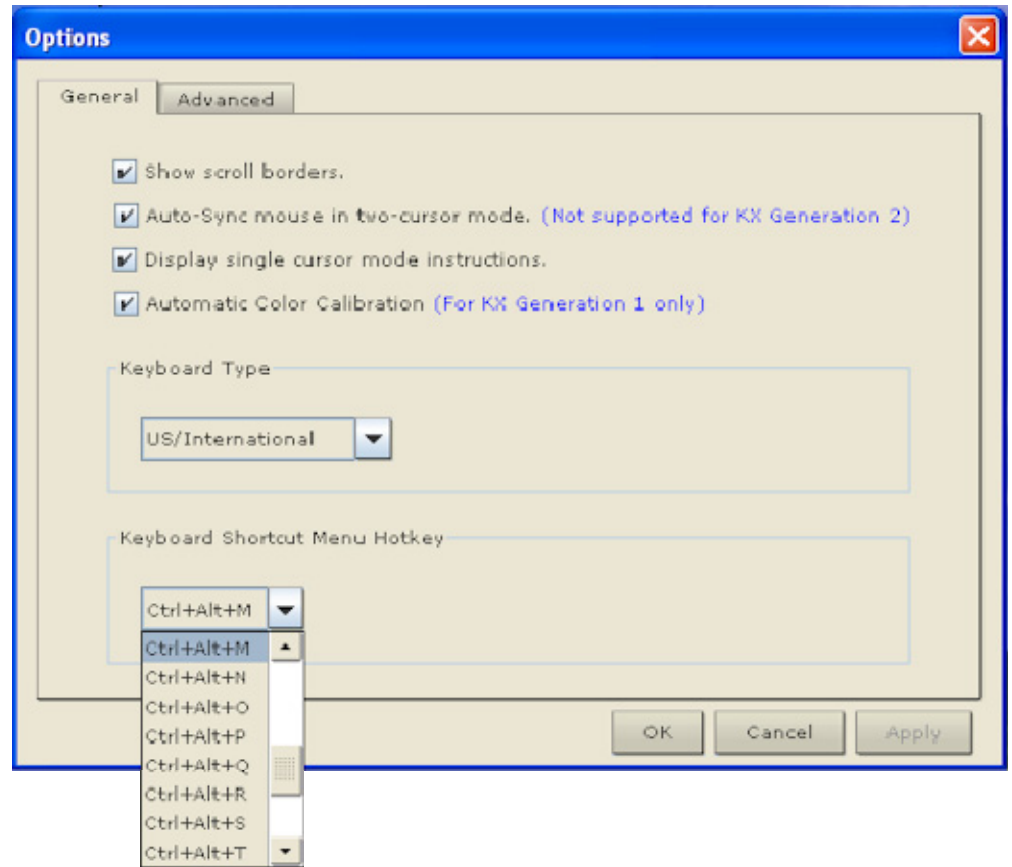 Options
General Advanced
Show scroll borders.
Auto-Sync mouse in two-cursor mode. (Not supported for KX Generation 2)
Display single cursor mode instructions.
Automatic Color Calibration (For KX Generation 1 only)
Keyboard Type
US/International
Keyboard Shortcut Menu Hotkey
Ctrl+Alt+M
Ctrl+Alt+M
Ctrl+Alt+N
Ctrl+Alt+O
Ctrl+Alt+P
Ctrl+Alt+Q
Ctrl+Alt+R
Ctrl+Alt+S
Ctrl+Alt+T
OK Cancel Apply